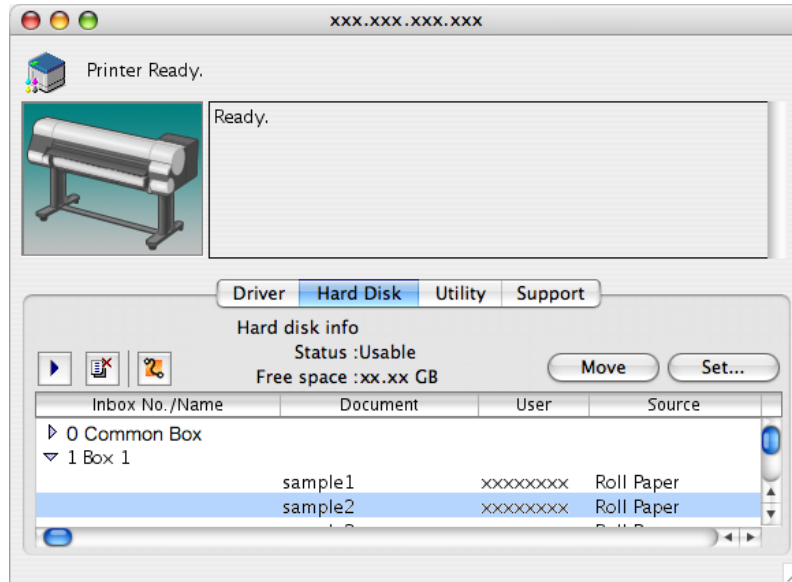 xxx.xxx.xxx.xxx
Printer Ready.
Ready.
Driver Hard Disk Utility Support
Hard disk info
Status :Usable
Free space :xx.xx GB
Move Set...
Inbox No./Name Document User Source
0 Common Box
1 Box 1
sample1 xxxxxxxx Roll Paper
sample2 xxxxxxxx Roll Paper